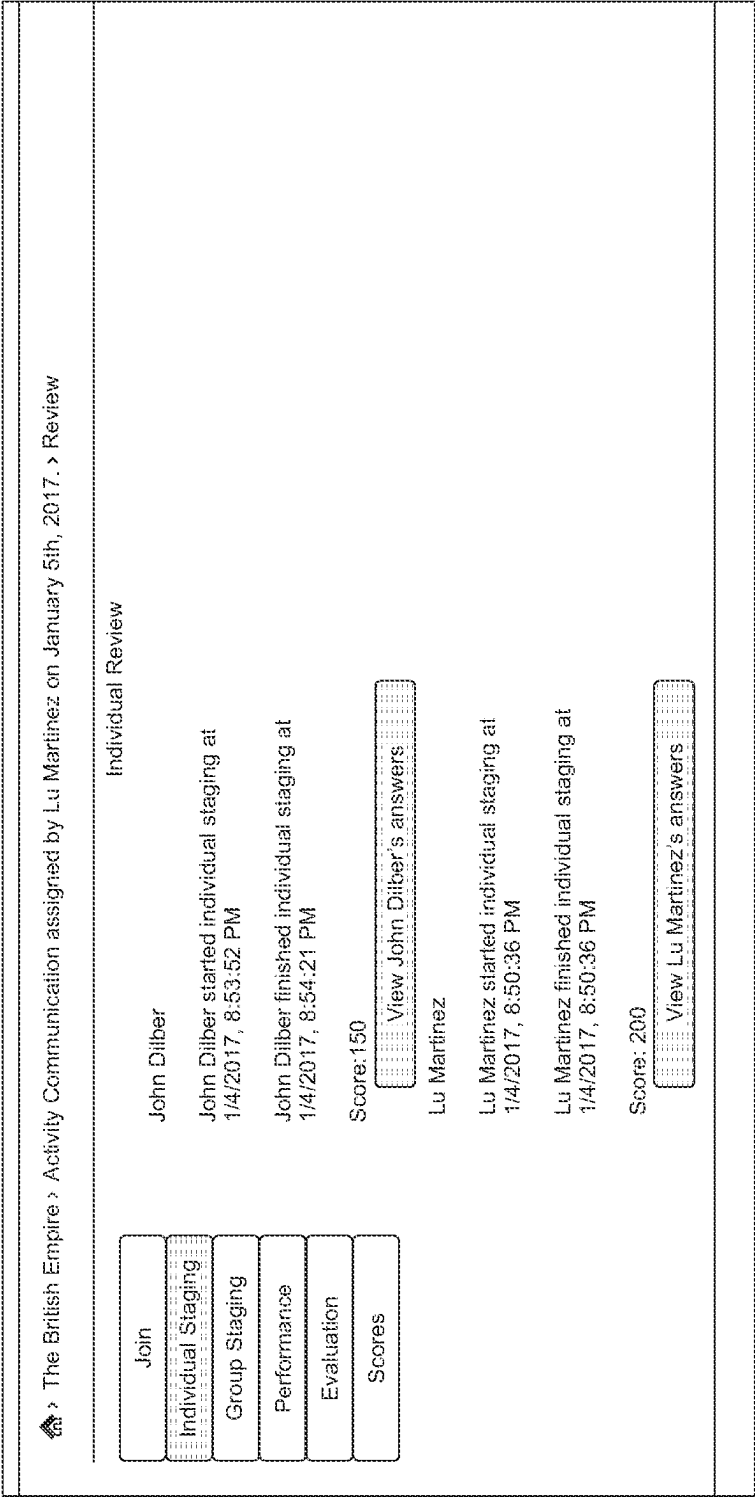 › The British Empire › Activity Communication assigned by Lu Martinez on January 5th, 2017. › Review
Join
Individual Staging
Group Staging
Performance
Evaluation
Scores
Individual Review
John Dilber
John Dilber started individual staging at
1/4/2017, 8:53:52 PM
John Dilber finished individual staging at
1/4/2017, 8:54:21 PM
Score:150
View John Dilber's answers
Lu Martinez
Lu Martinez started individual staging at
1/4/2017, 8:50:36 PM
Lu Martinez finished individual staging at
1/4/2017, 8:50:36 PM
Score: 200
View Lu Martinez's answers